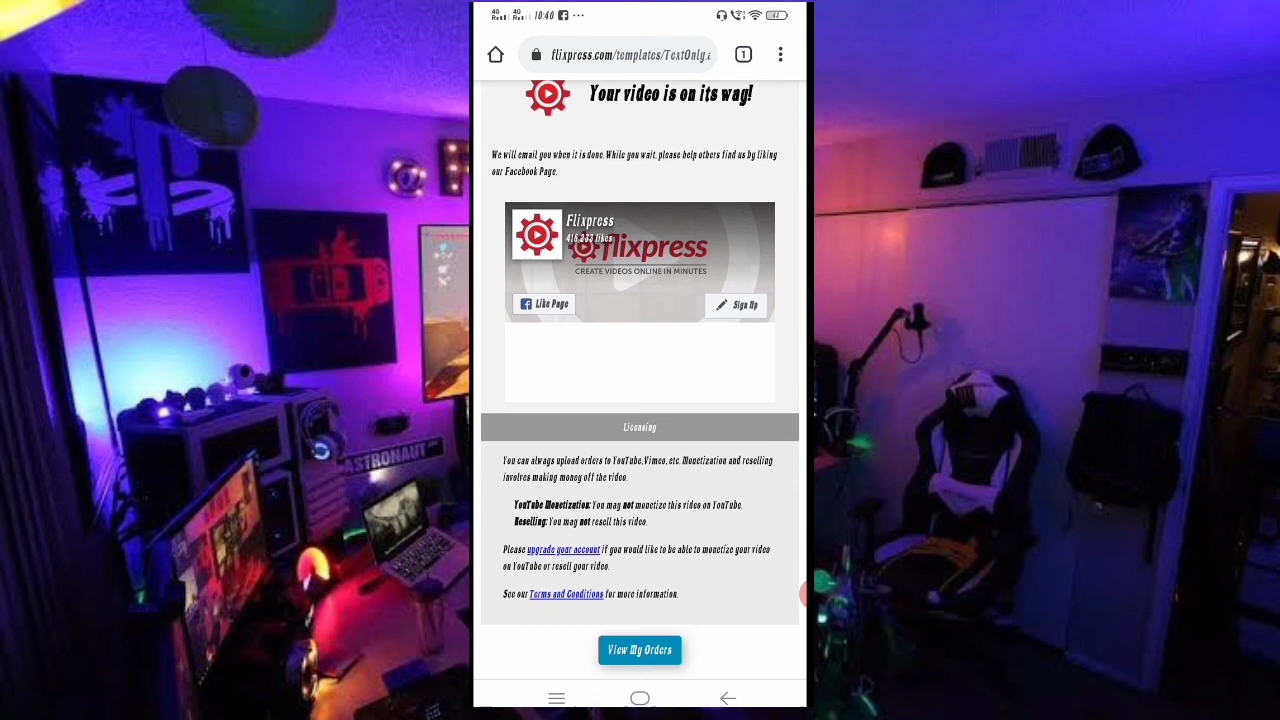 4G 4G 10:40
42
flixpress.com/templates/TextOnly.a
1
Your video is on its way!
We will email you when it is done. While you wait, please help others find us by liking
our Facebook Page.
Flixpress
416,233 likes
flixpress
CREATE VIDEOS ONLINE IN MINUTES
Like Page
Sign Up
Licensing
You can always upload orders to YouTube, Vimeo, etc. Monetization and reselling
involves making money off the video.
YouTube Monetization: You may not monetize this video on YouTube.
Reselling: You may not resell this video.
Please upgrade your account if you would like to be able to monetize your video
on YouTube or resell your video.
See our Terms and Conditions for more information.
View My Orders
ASTRONAUT